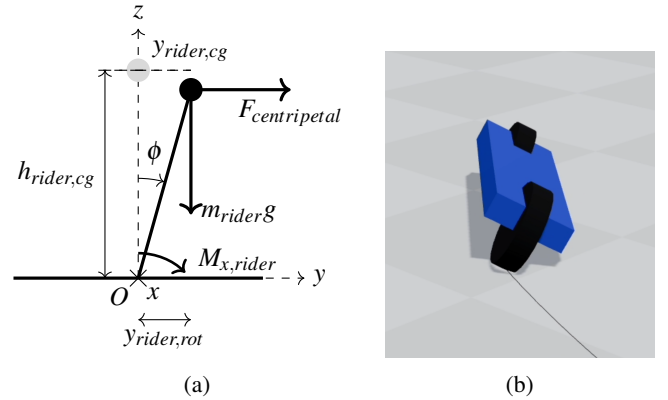 z
y_{rider,cg}
F_{centripetal}
ϕ
h_{rider,cg}
m_{rider}g
M_{x,rider}
y
O x
y_{rider,rot}
(a) (b)